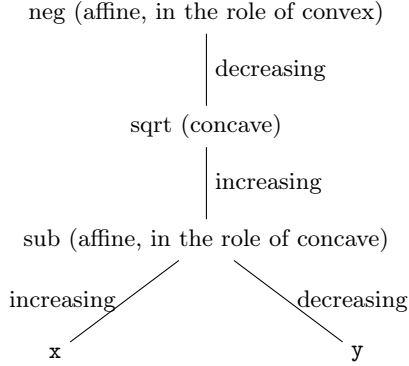 neg (affine, in the role of convex)
decreasing
sqrt (concave)
increasing
sub (affine, in the role of concave)
increasing
decreasing
x
y